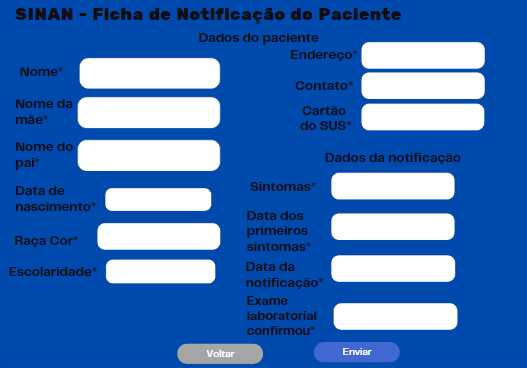 SINAN - Ficha de Notificação do Paciente
Dados do paciente
Nome*
Nome da
mãe*
Nome do
pai*
Data de
nascimento*
Raça Cor*
Escolaridade*
Endereço*
Contato*
Cartão
do SUS*
Dados da notificação
Sintomas*
Data dos
primeiros
sintomas*
Data da
notificação*
Exame
laboratorial
confirmou*
Voltar
Enviar